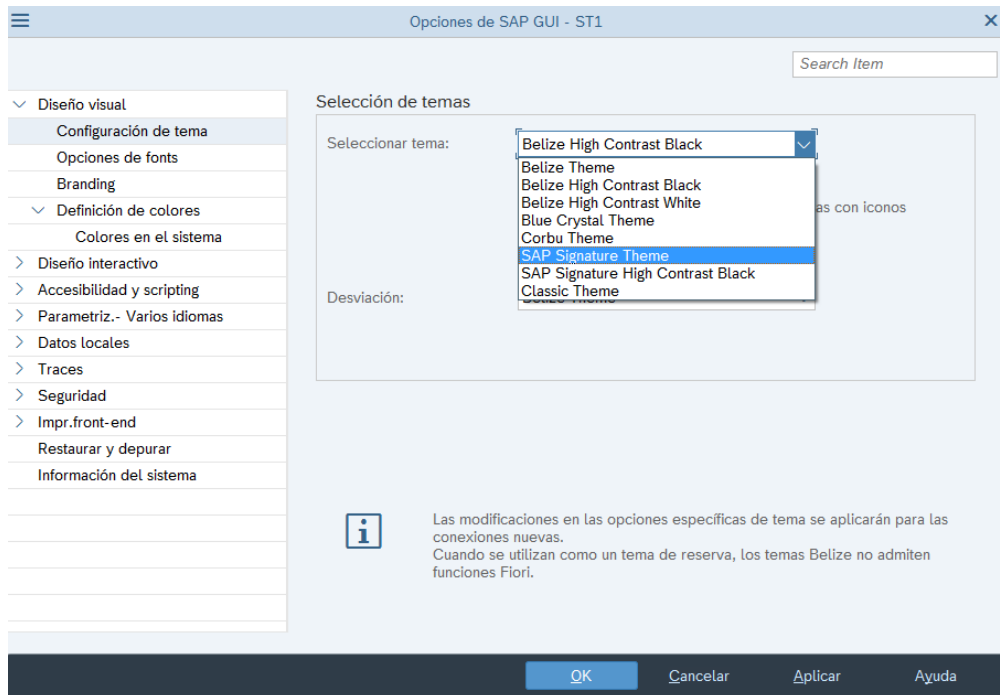 Opciones de SAP GUI - ST1
Search Item
Diseño visual
Configuración de tema
Opciones de fonts
Branding
Definición de colores
Colores en el sistema
Diseño interactivo
Accesibilidad y scripting
Parametriz.- Varios idiomas
Datos locales
Traces
Seguridad
Impr.front-end
Restaurar y depurar
Información del sistema
Selección de temas
Seleccionar tema:
Belize High Contrast Black
Belize Theme
Belize High Contrast Black
Belize High Contrast White
Blue Crystal Theme
Corbu Theme
SAP Signature Theme
SAP Signature High Contrast Black
Classic Theme
con iconos
Desviación:
Las modificaciones en las opciones específicas de tema se aplicarán para las
conexiones nuevas.
Cuando se utilizan como un tema de reserva, los temas Belize no admiten
funciones Fiori.
OK
Cancelar
Aplicar
Ayuda